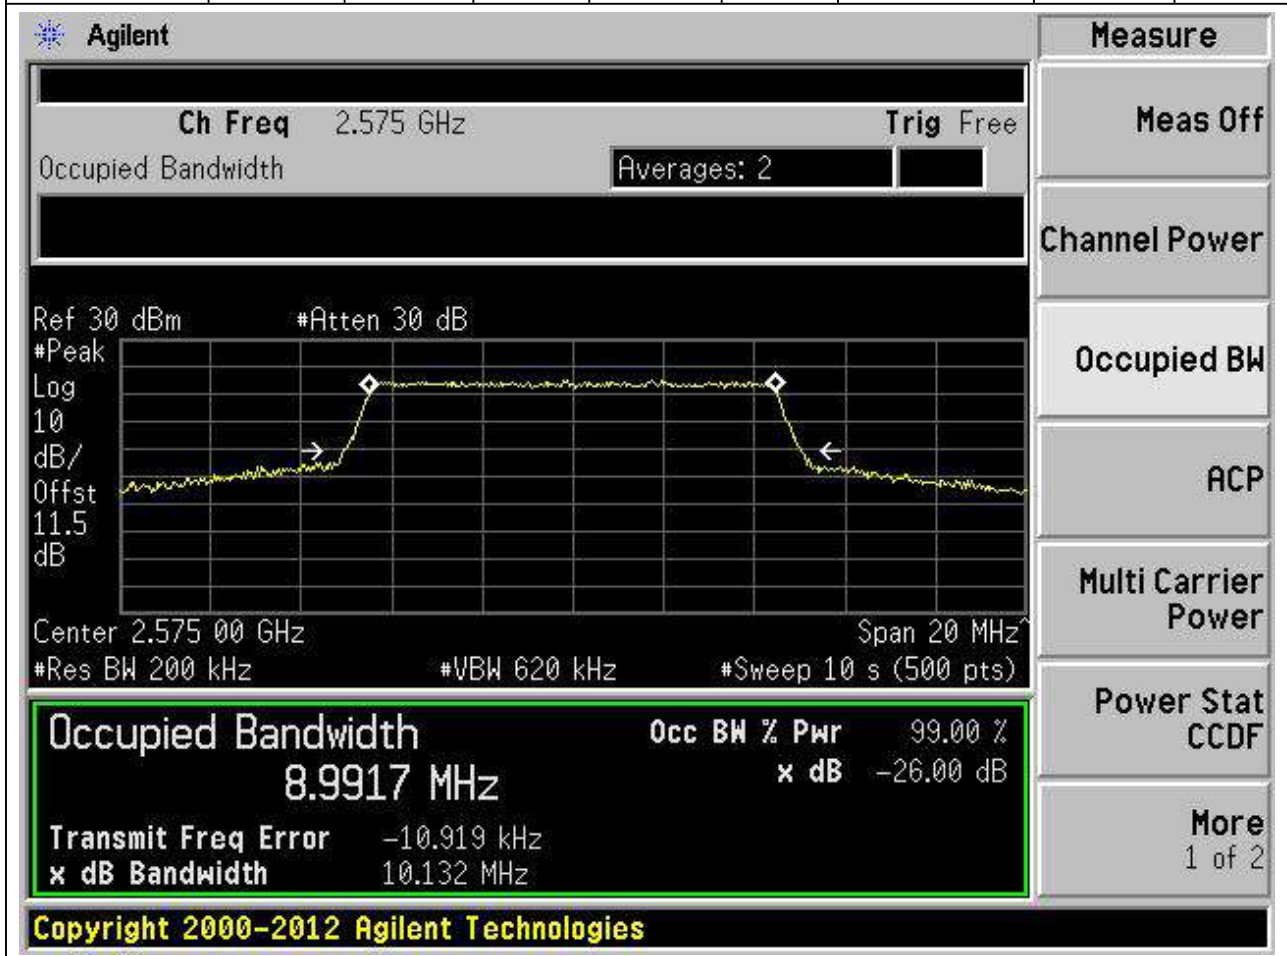 Agilent
Measure
Ch Freq 2.575 GHz Trig Free
Meas Off
Occupied Bandwidth Averages: 2
Channel Power
Ref 30 dBm #Atten 30 dB
#Peak
Log
10
dB/
Offst
11.5
dB
Occupied BW
ACP
Center 2.575 00 GHz Span 20 MHz^
#Res BW 200 kHz #VBW 620 kHz #Sweep 10 s (500 pts)
Multi Carrier
Power
Occupied Bandwidth Occ BW % Pwr 99.00 %
8.9917 MHz x dB -26.00 dB
Transmit Freq Error -10.919 kHz
x dB Bandwidth 10.132 MHz
Power Stat
CCDF
More
1 of 2
Copyright 2000-2012 Agilent Technologies